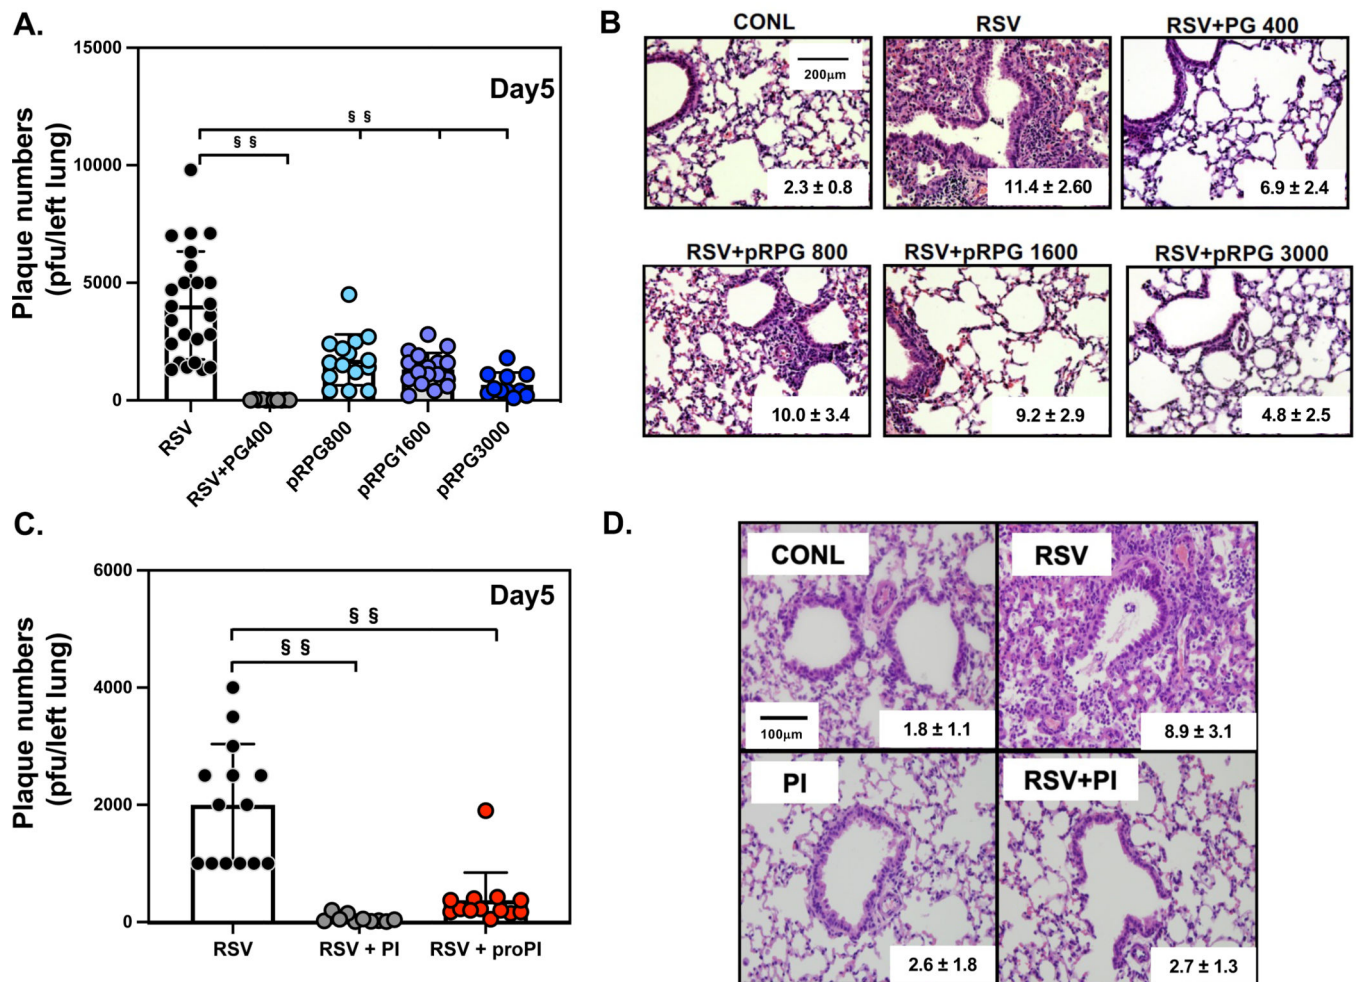 A.
15000
10000
5000
0
Plaque numbers
(pfu/left lung)
Day5
§ §
§ §
RSV
RSV+PG400
pRPG800
pRPG1600
pRPG3000
B
CONL
RSV
RSV+PG 400
200μm
2.3 ± 0.8
11.4 ± 2.60
6.9 ± 2.4
RSV+pRPG 800
RSV+pRPG 1600
RSV+pRPG 3000
10.0 ± 3.4
9.2 ± 2.9
4.8 ± 2.5
C.
6000
4000
2000
0
Plaque numbers
(pfu/left lung)
Day5
§ §
§ §
RSV
RSV + PI
RSV + proPI
D.
CONL
RSV
100μm
1.8 ± 1.1
8.9 ± 3.1
PI
RSV+PI
2.6 ± 1.8
2.7 ± 1.3